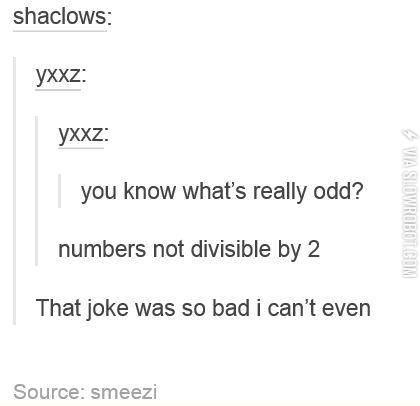 shaclows:
yxxz:
yxxz:
you know what's really odd?
numbers not divisible by 2
That joke was so bad i can't even
Source: smeezi
VIA SLOWROBOT.COM